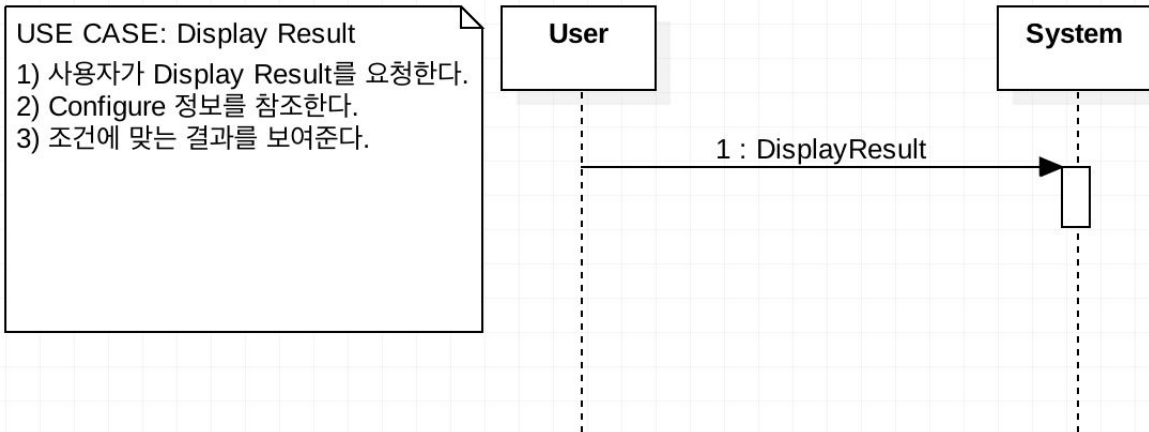 USE CASE: Display Result
1) 사용자가 Display Result를 요청한다.
2) Configure 정보를 참조한다.
3) 조건에 맞는 결과를 보여준다.
User
System
1 : DisplayResult